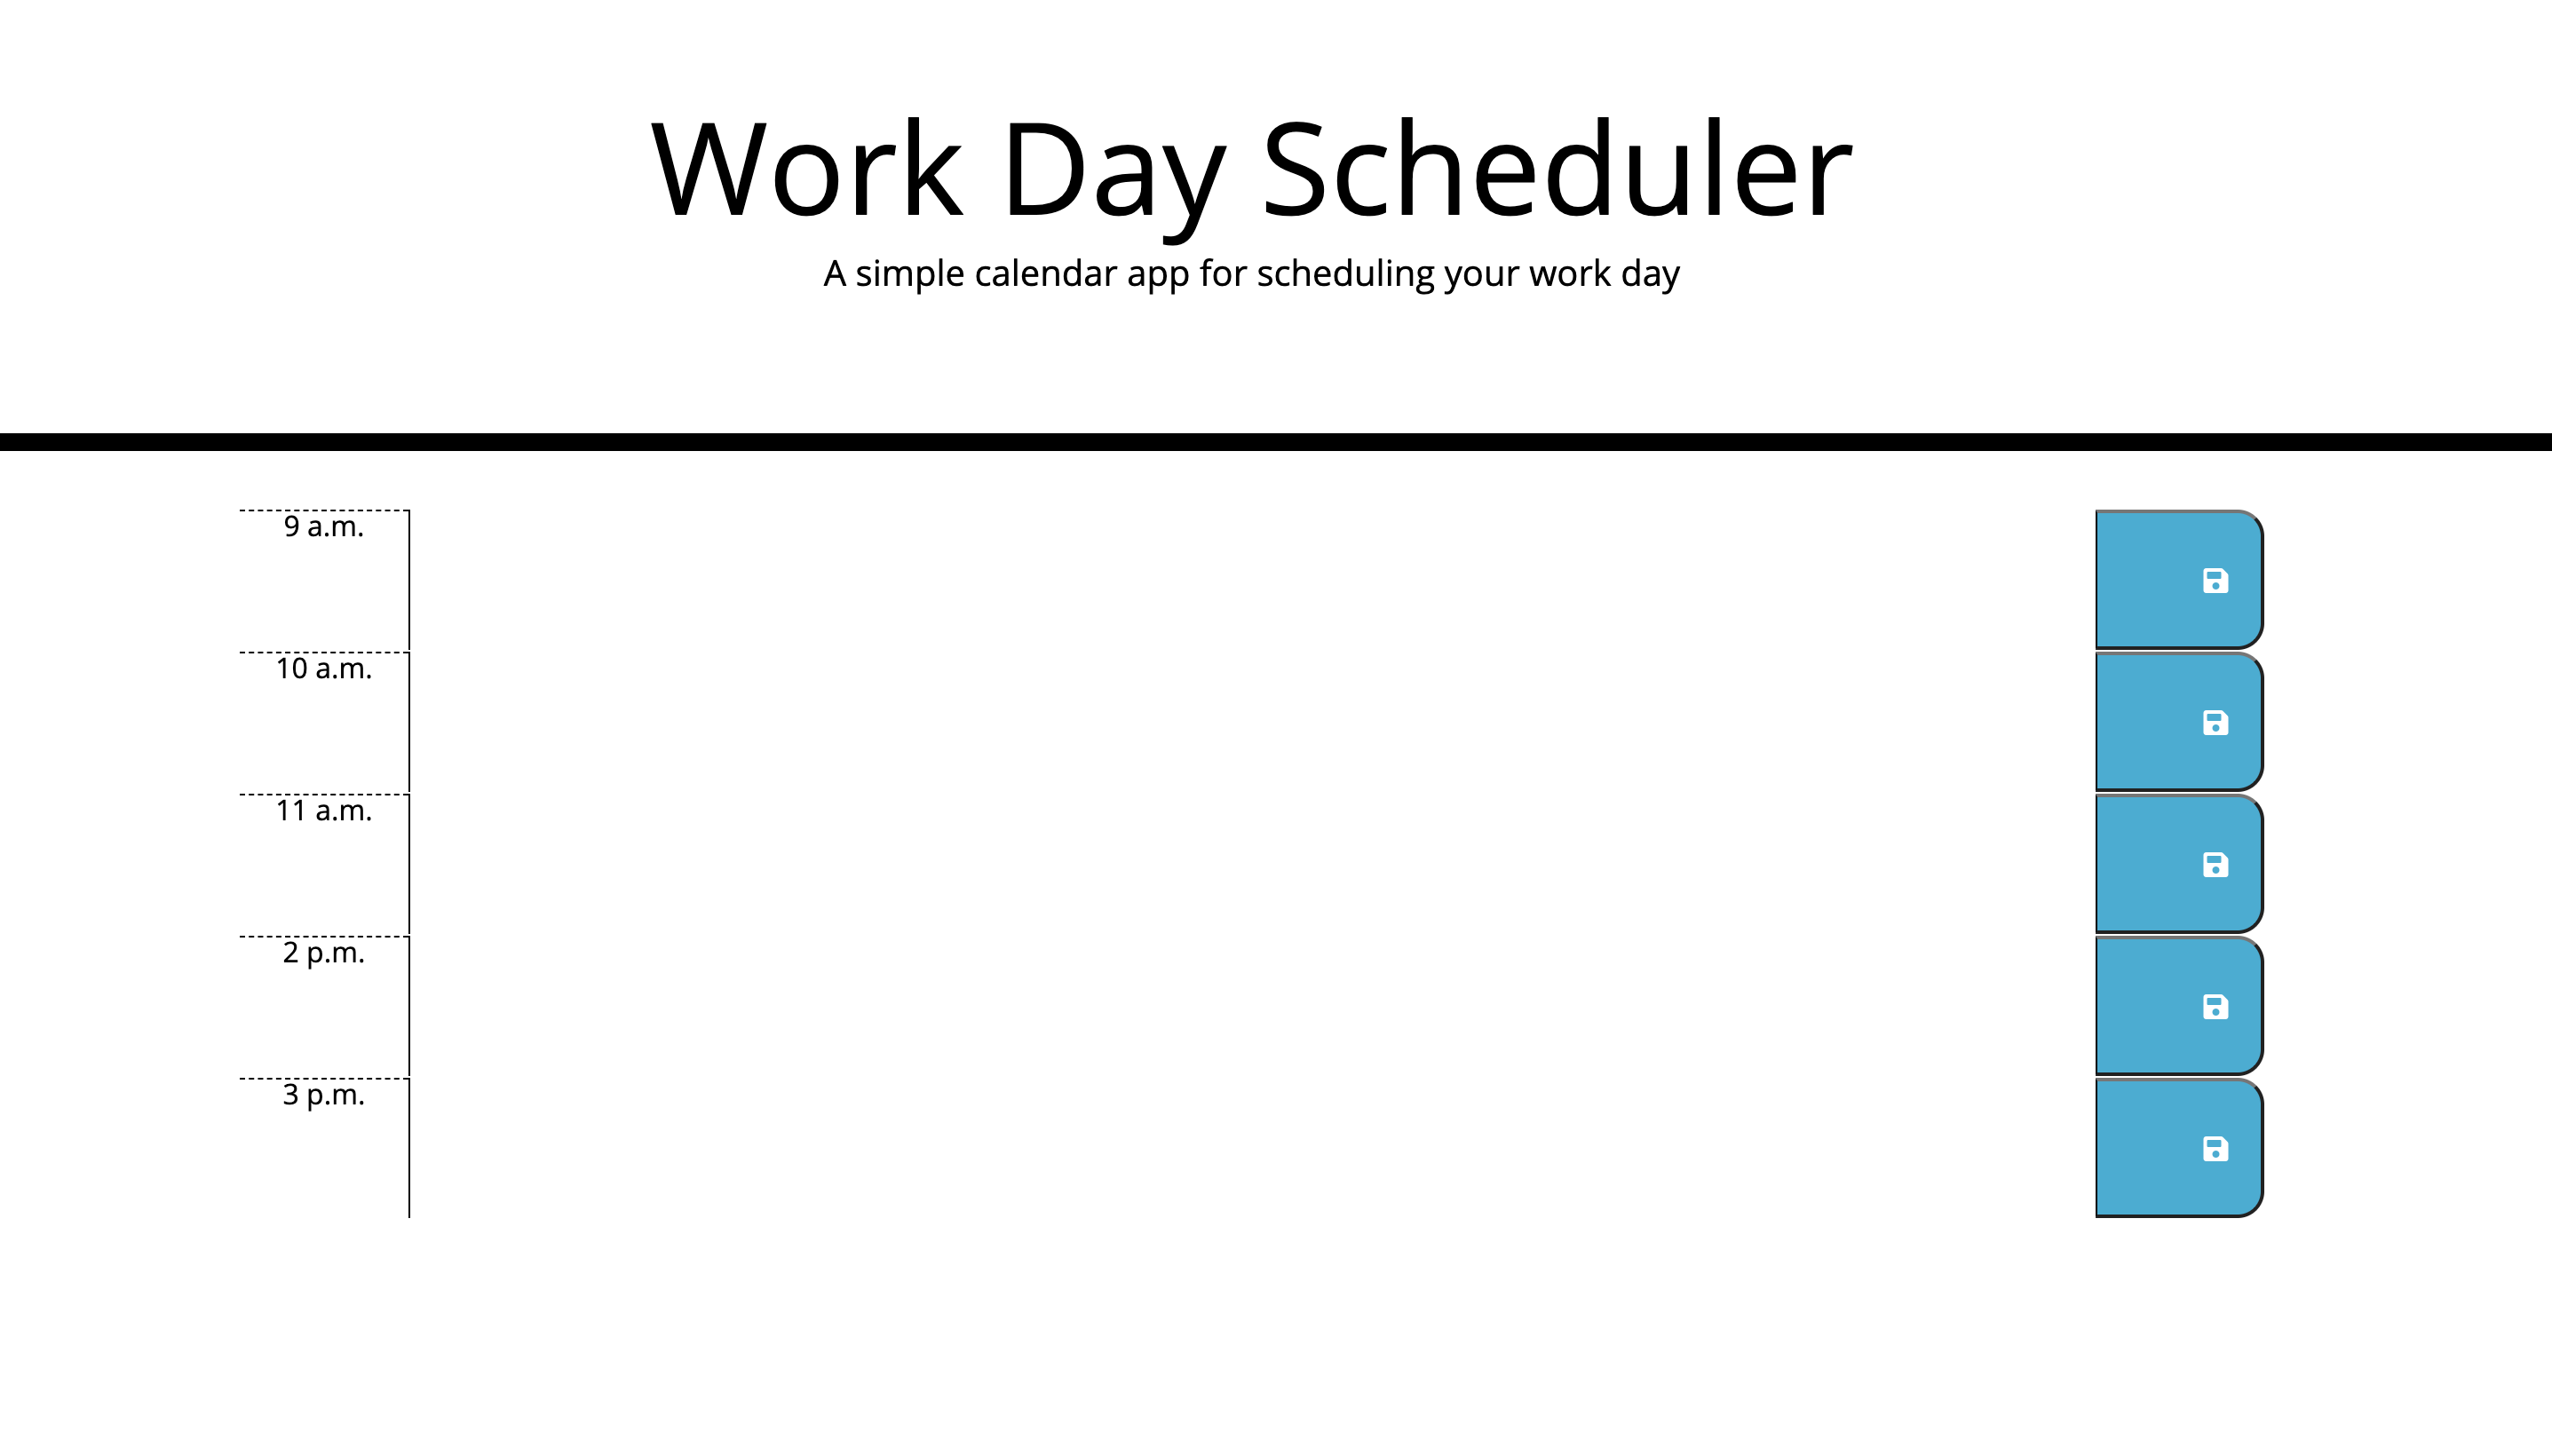 Work Day Scheduler
A simple calendar app for scheduling your work day
9 a.m.
10 a.m.
11 a.m.
2 p.m.
3 p.m.